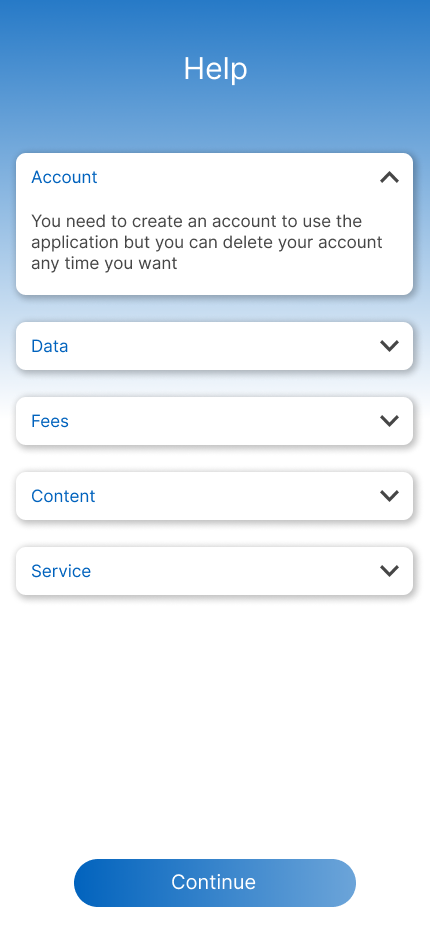 Help
Account
You need to create an account to use the
application but you can delete your account
any time you want
Data
Fees
Content
Service
Continue